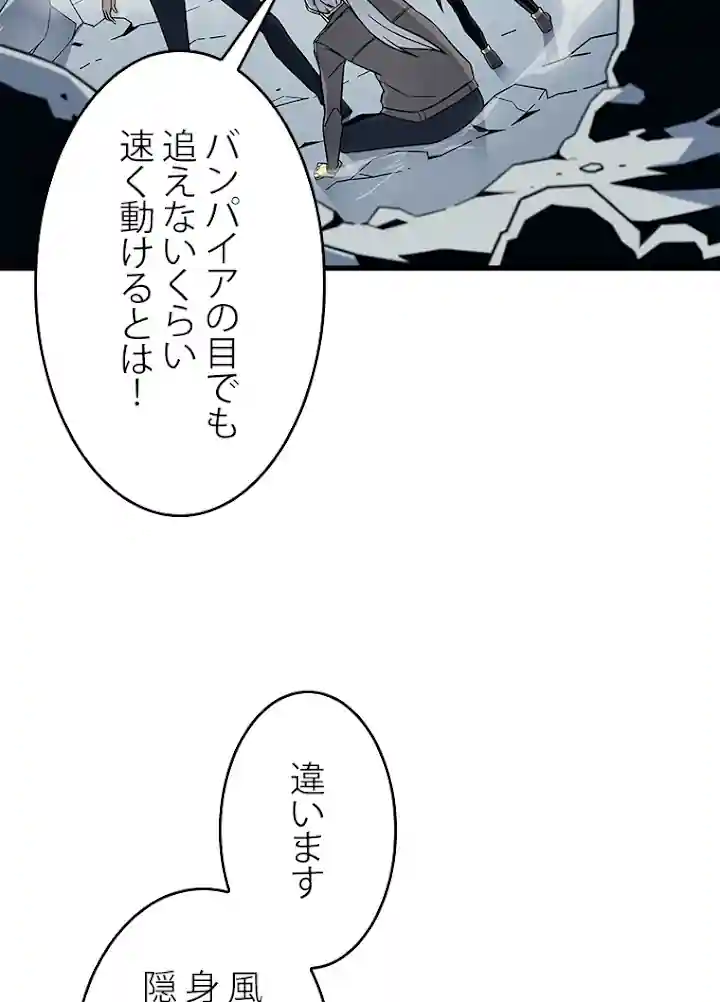 バンパイアの目でも
追えないくらい
速く動けるとは！
違います
風
身
隠